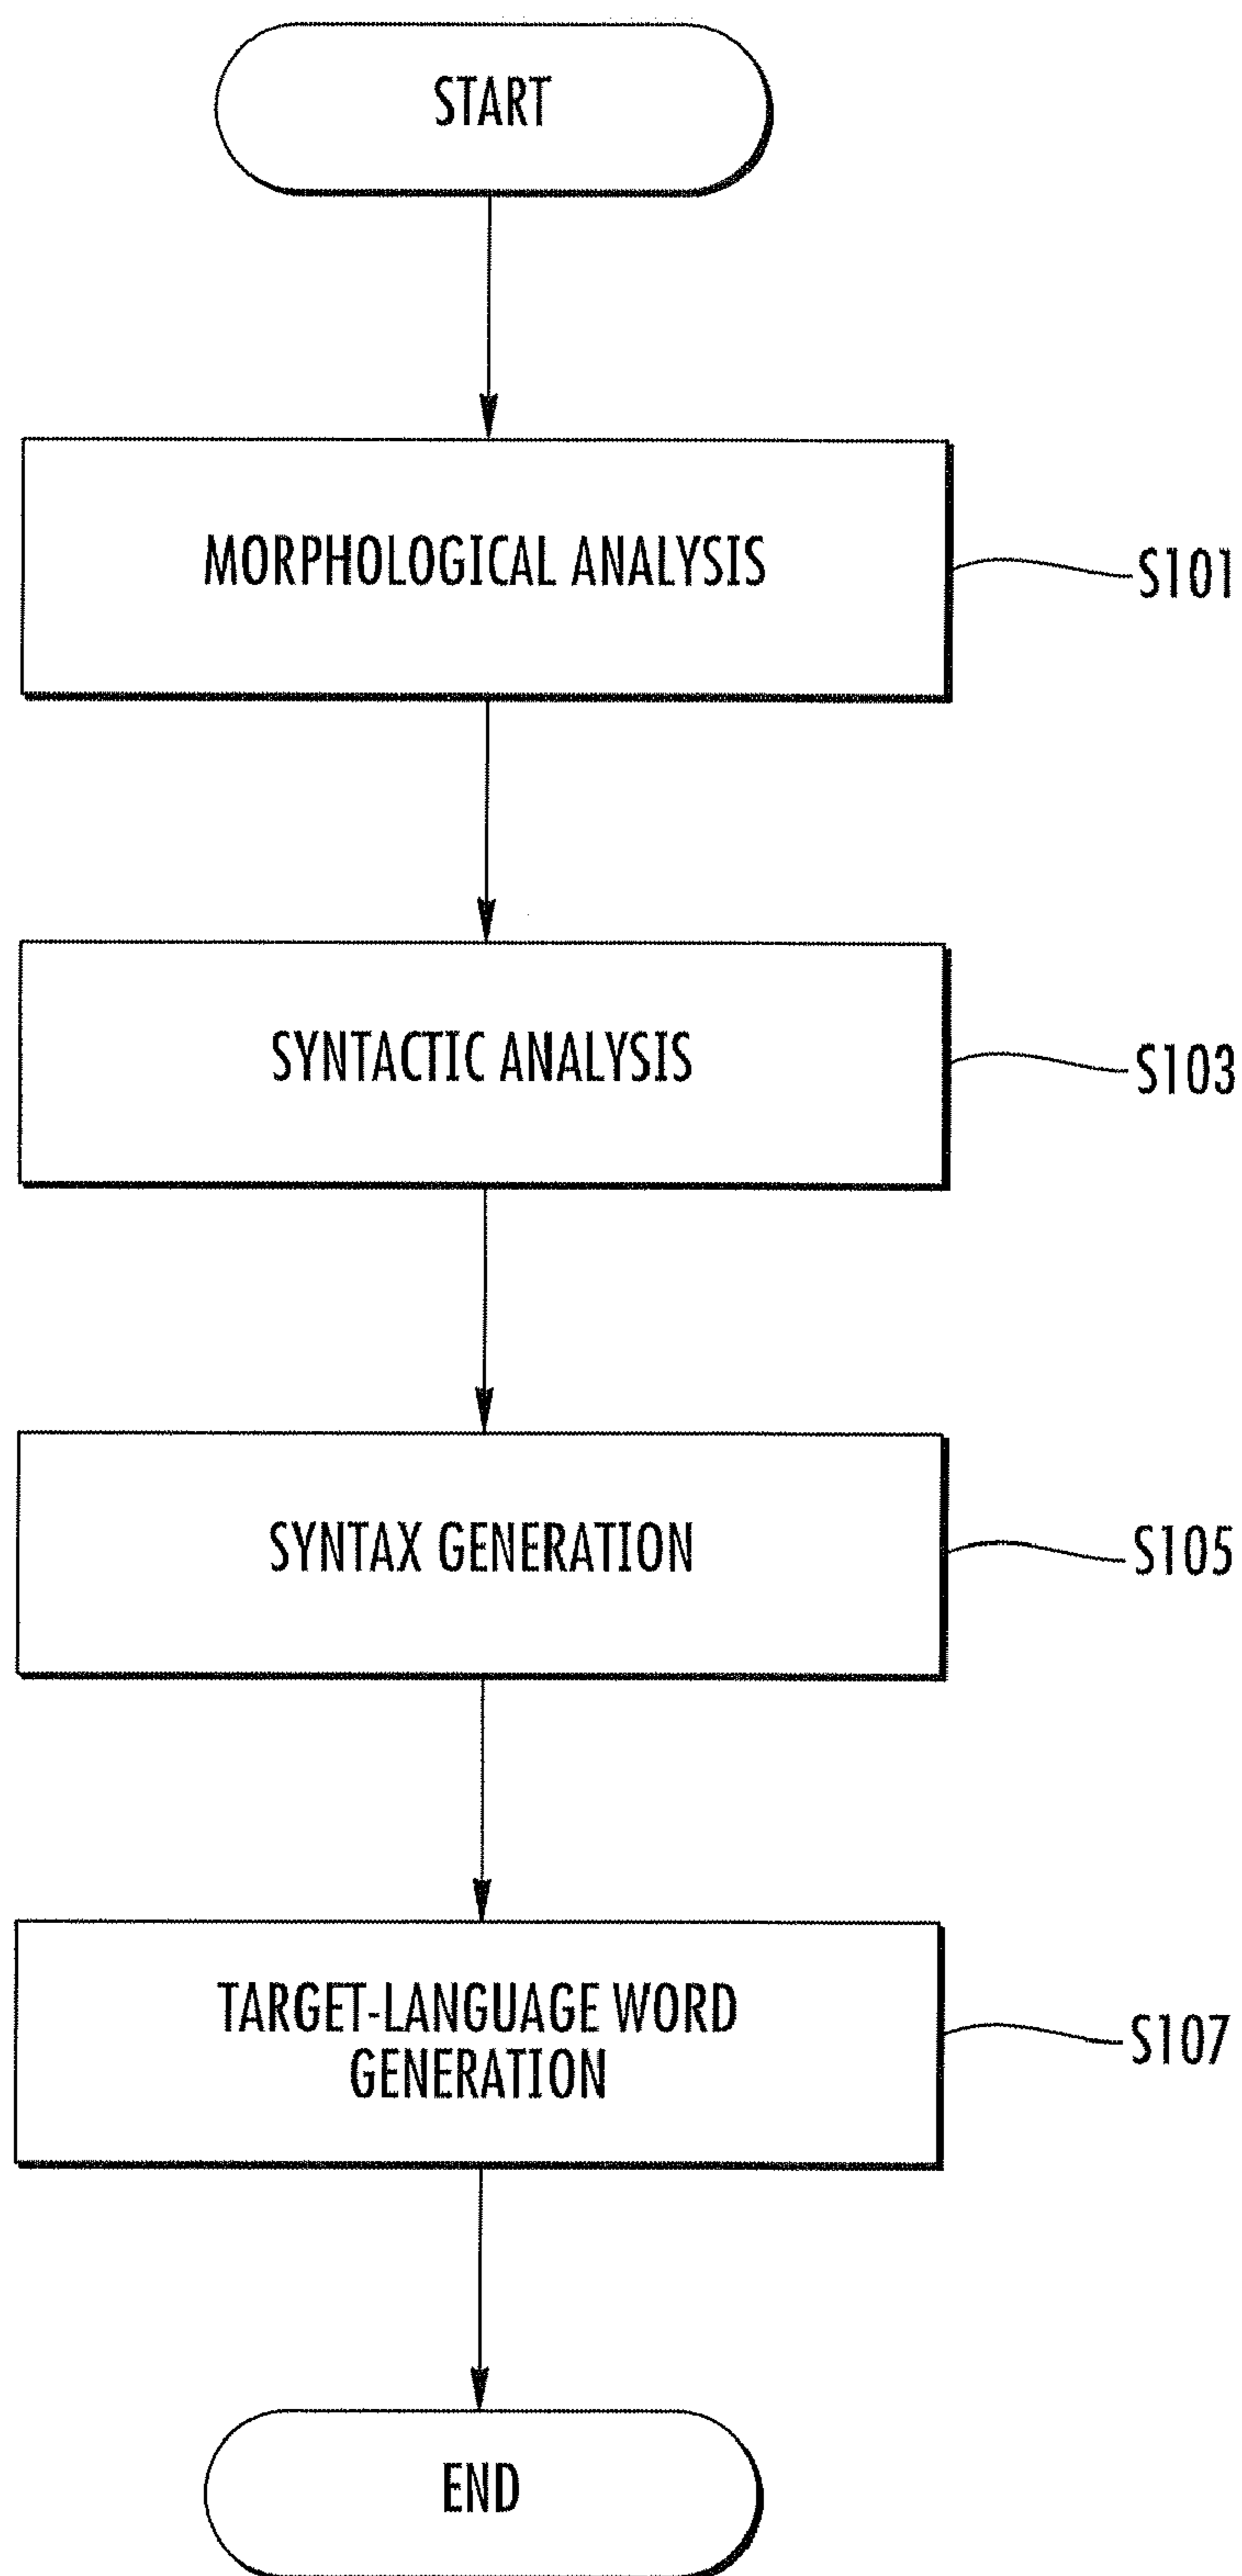 START
MORPHOLOGICAL ANALYSIS
S101
SYNTACTIC ANALYSIS
S103
SYNTAX GENERATION
S105
TARGET-LANGUAGE WORD
GENERATION
S107
END